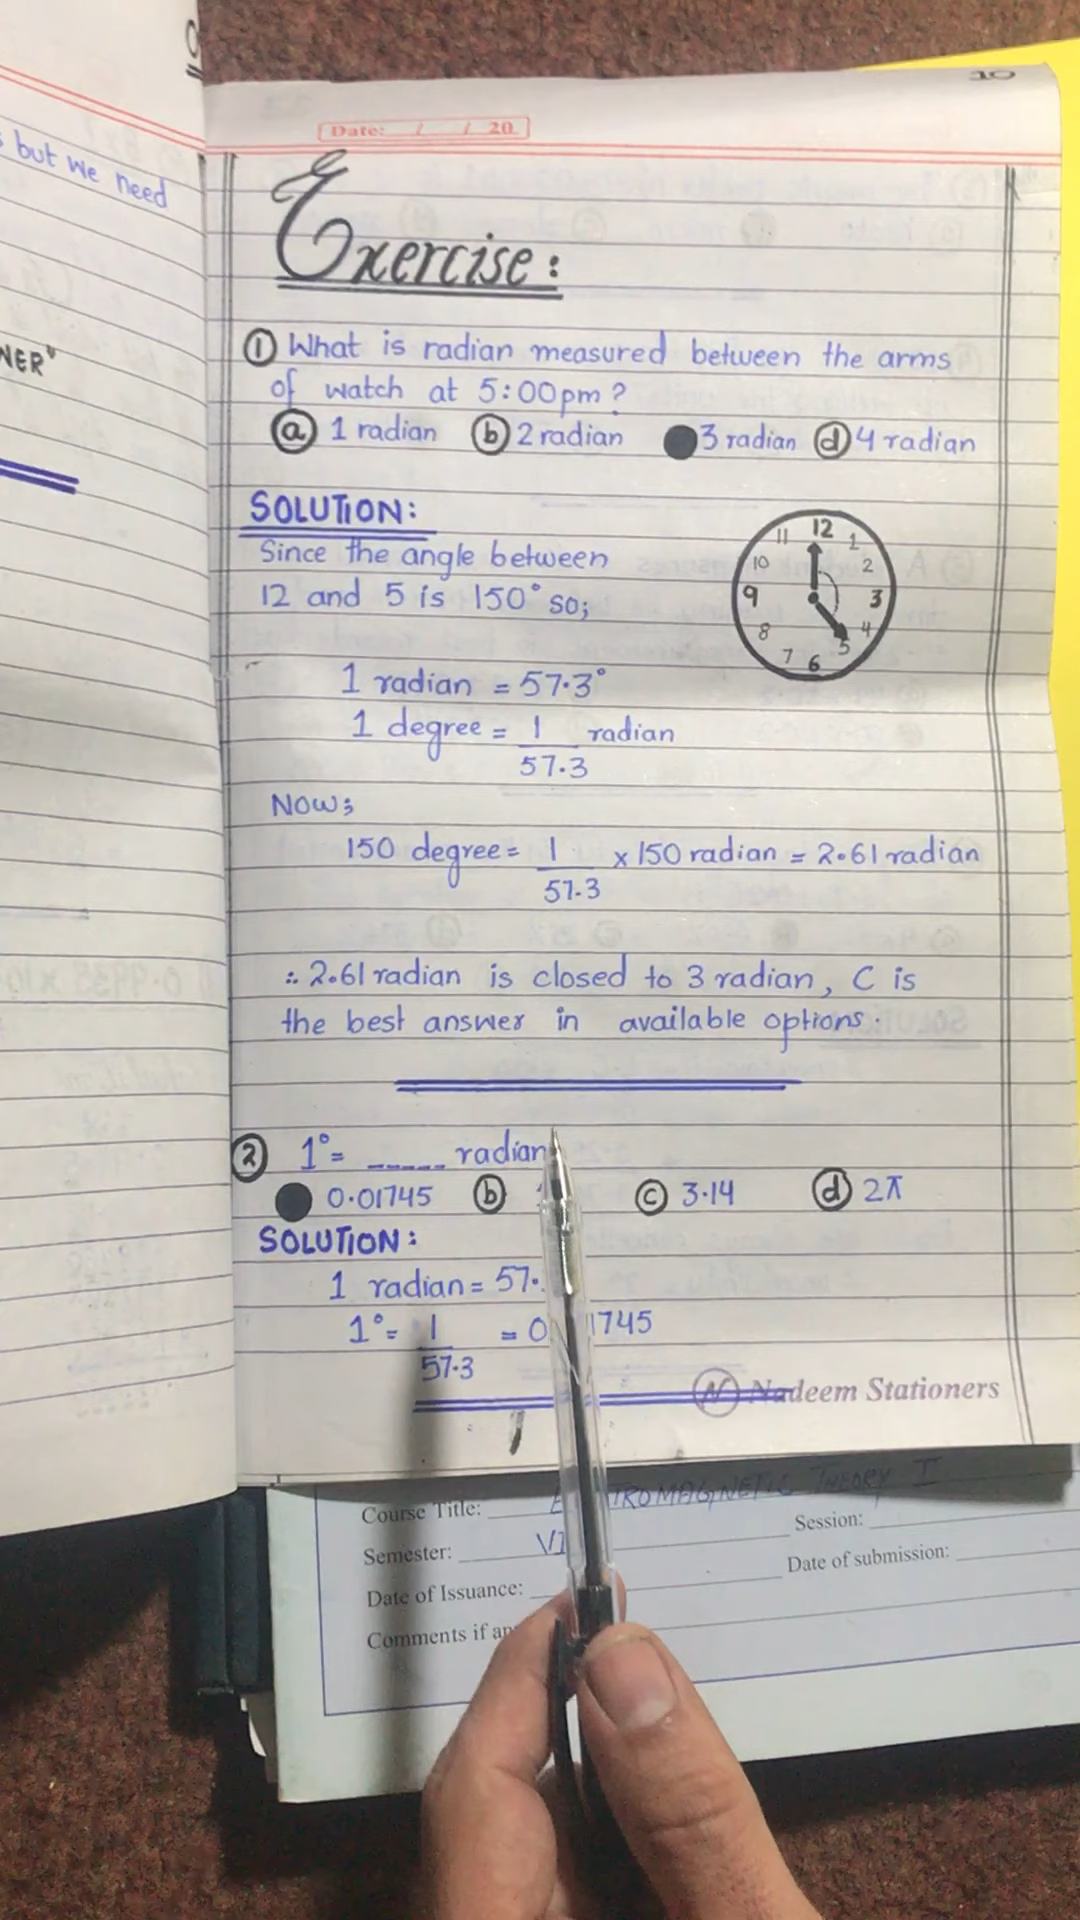 but we need
NER"
10
Date: / / 20
Exercise:
① What is radian measured between the arms
of watch at 5:00pm?
ⓐ 1 radian ⓑ 2 radian ● 3 radian ⓓ 4 radian
SOLUTION:
Since the angle between
12 and 5 is 150° so;
12 1 2 3 4 5 6 7 8 9 10 11
1 radian = 57.3°
1 degree = 1/57.3 radian
Now;
150 degree = 1/57.3 x 150 radian = 2.61 radian
∴ 2.61 radian is closed to 3 radian, C is
the best answer in available options.
② 1° = _____ radian
● 0.01745 ⓑ ⓒ 3.14 ⓓ 2π
SOLUTION:
1 radian = 57.
1° = 1/57.3 = 0 1745
Nadeem Stationers
Course Title: THEORY I
Semester: VI Session:
Date of Issuance: Date of submission:
Comments if